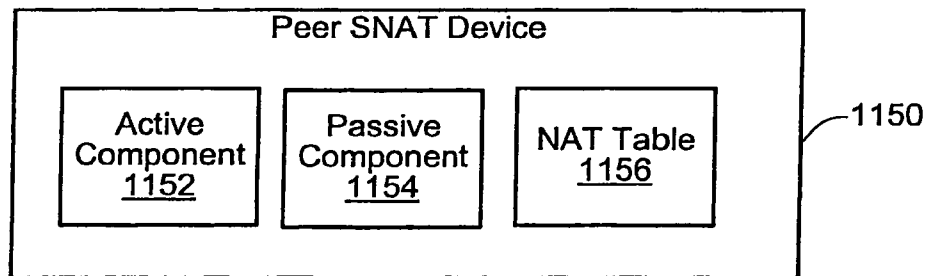 Peer SNAT Device
Active
Component
1152
Passive
Component
1154
NAT Table
1156
1150